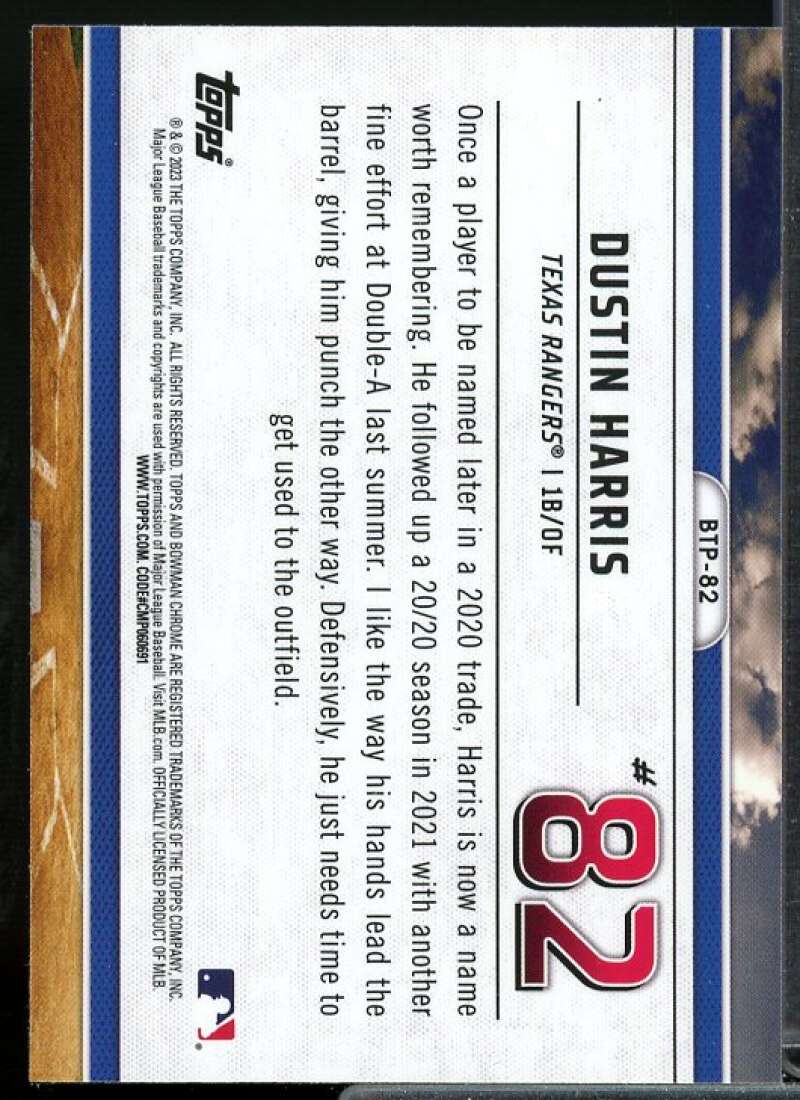 BTP-82
#82
DUSTIN HARRIS
TEXAS RANGERS® | 1B/OF
Once a player to be named later in a 2020 trade, Harris is now a name
worth remembering. He followed up a 20/20 season in 2021 with another
fine effort at Double-A last summer. I like the way his hands lead the
barrel, giving him punch the other way. Defensively, he just needs time to
get used to the outfield.
topps®
® & © 2023 THE TOPPS COMPANY, INC. ALL RIGHTS RESERVED. TOPPS AND BOWMAN CHROME ARE REGISTERED TRADEMARKS OF THE TOPPS COMPANY, INC.
Major League Baseball trademarks and copyrights are used with permission of Major League Baseball. Visit MLB.com. OFFICIALLY LICENSED PRODUCT OF MLB.
WWW.TOPPS.COM. CODE#CMP060691